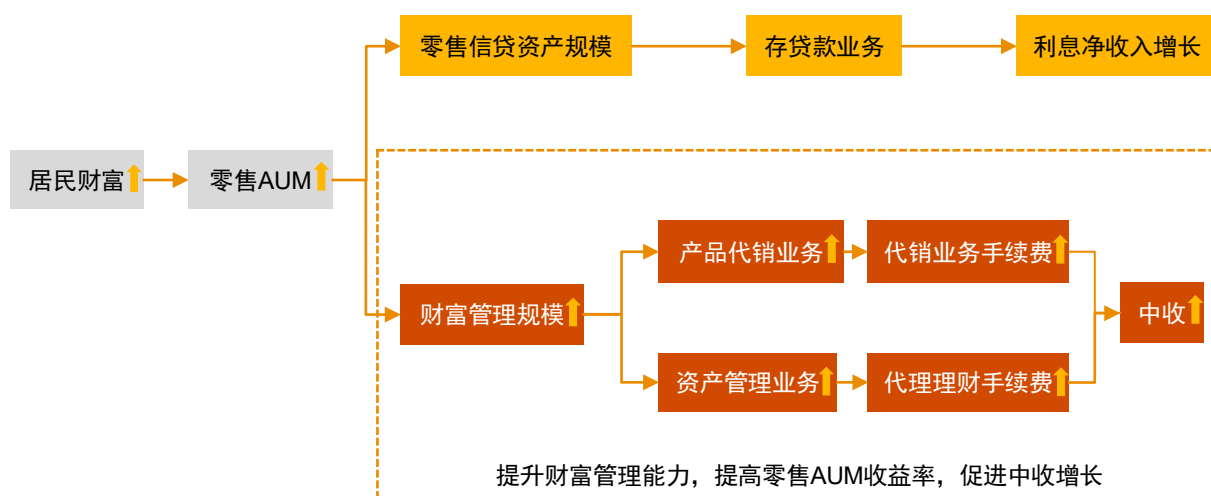 零售信贷资产规模
存贷款业务
利息净收入增长
居民财富
零售AUM
产品代销业务
代销业务手续费
财富管理规模
中收
资产管理业务
代理理财手续费
提升财富管理能力，提高零售AUM收益率，促进中收增长